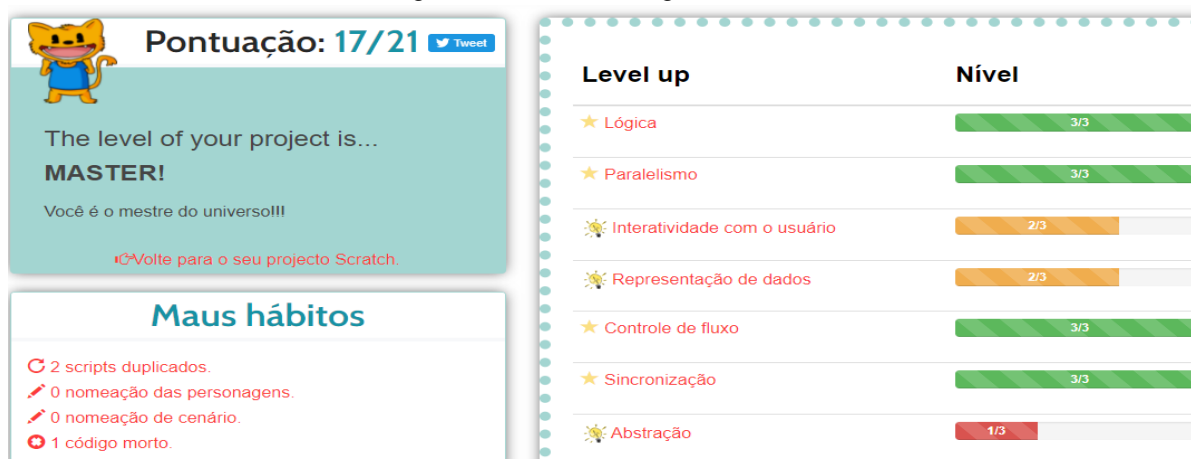 Pontuação: 17/21 Tweet
The level of your project is...
MASTER!
Você é o mestre do universo!!!
Volte para o seu projecto Scratch.
Maus hábitos
2 scripts duplicados.
0 nomeação das personagens.
0 nomeação de cenário.
1 código morto.
Level up Nível
Lógica 3/3
Paralelismo 3/3
Interatividade com o usuário 2/3
Representação de dados 2/3
Controle de fluxo 3/3
Sincronização 3/3
Abstração 1/3